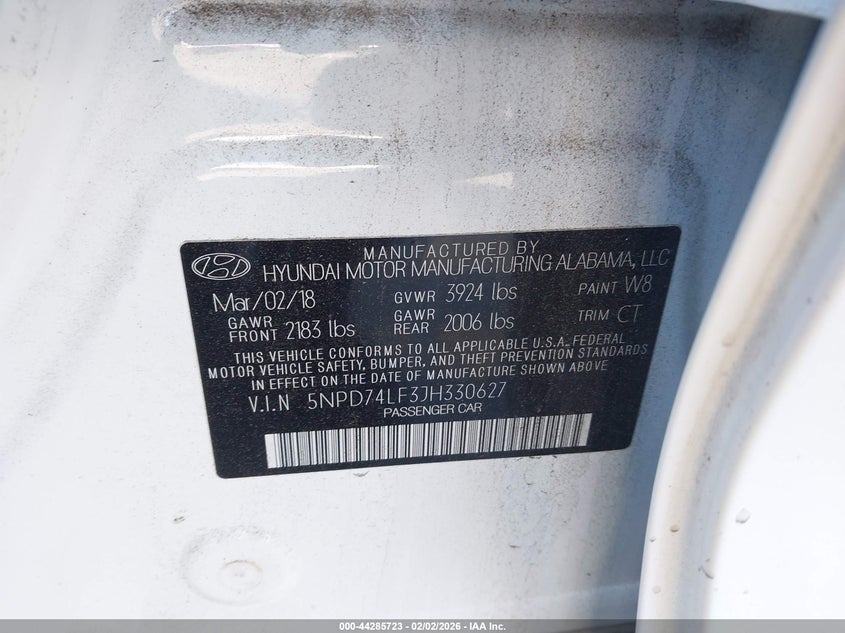 MANUFACTURED BY
HYUNDAI MOTOR MANUFACTURING ALABAMA, LLC
Mar/02/18 GVWR 3924 lbs PAINT W8
GAWR FRONT 2183 lbs GAWR REAR 2006 lbs TRIM CT
THIS VEHICLE CONFORMS TO ALL APPLICABLE U.S.A. FEDERAL
MOTOR VEHICLE SAFETY, BUMPER, AND THEFT PREVENTION STANDARDS
IN EFFECT ON THE DATE OF MANUFACTURE SHOWN ABOVE
V.I.N 5NPD74LF3JH330627
PASSENGER CAR
000-44285723 - 02/02/2026 - IAA Inc.